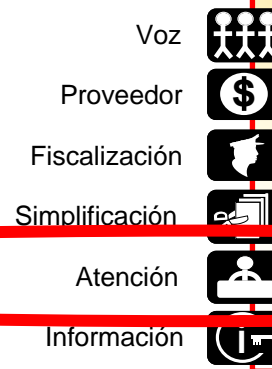 Voz
Proveedor
$
Fiscalización
Simplificación
Atención
Información
i